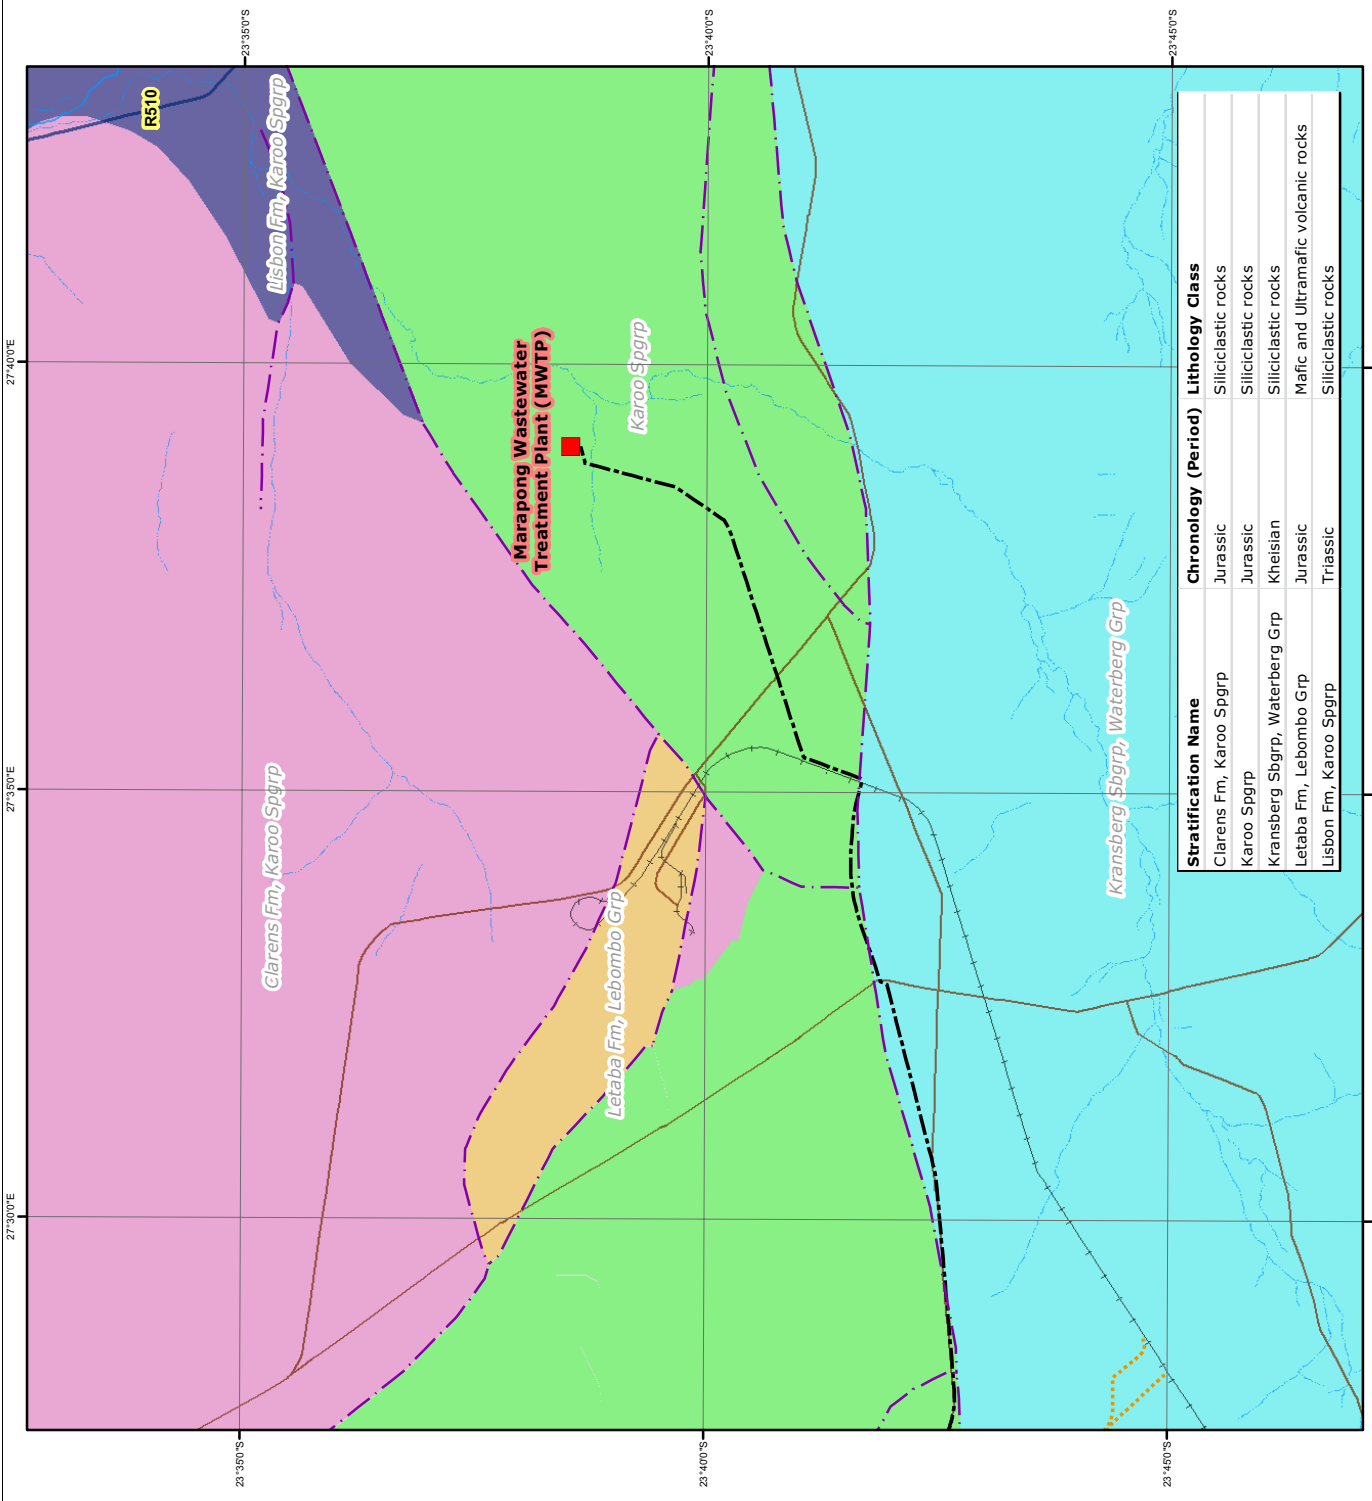 23°35'0"S
23°40'0"S
23°45'0"S
27°40'0"E
27°35'0"E
27°30'0"E
R510
Lisbon Fm, Karoo Spgrp
Marapong Wastewater
Treatment Plant (MWTP)
Karoo Spgrp
Clarens Fm, Karoo Spgrp
Letaba Fm, Lebombo Grp
Kransberg Sbgrp, Waterberg Grp
Stratification Name Chronology (Period) Lithology Class
Clarens Fm, Karoo Spgrp Jurassic Siliciclastic rocks
Karoo Spgrp Jurassic Siliciclastic rocks
Kransberg Sbgrp, Waterberg Grp Kheisian Siliciclastic rocks
Letaba Fm, Lebombo Grp Jurassic Mafic and Ultramafic volcanic rocks
Lisbon Fm, Karoo Spgrp Triassic Siliciclastic rocks
23°35'0"S
23°40'0"S
23°45'0"S